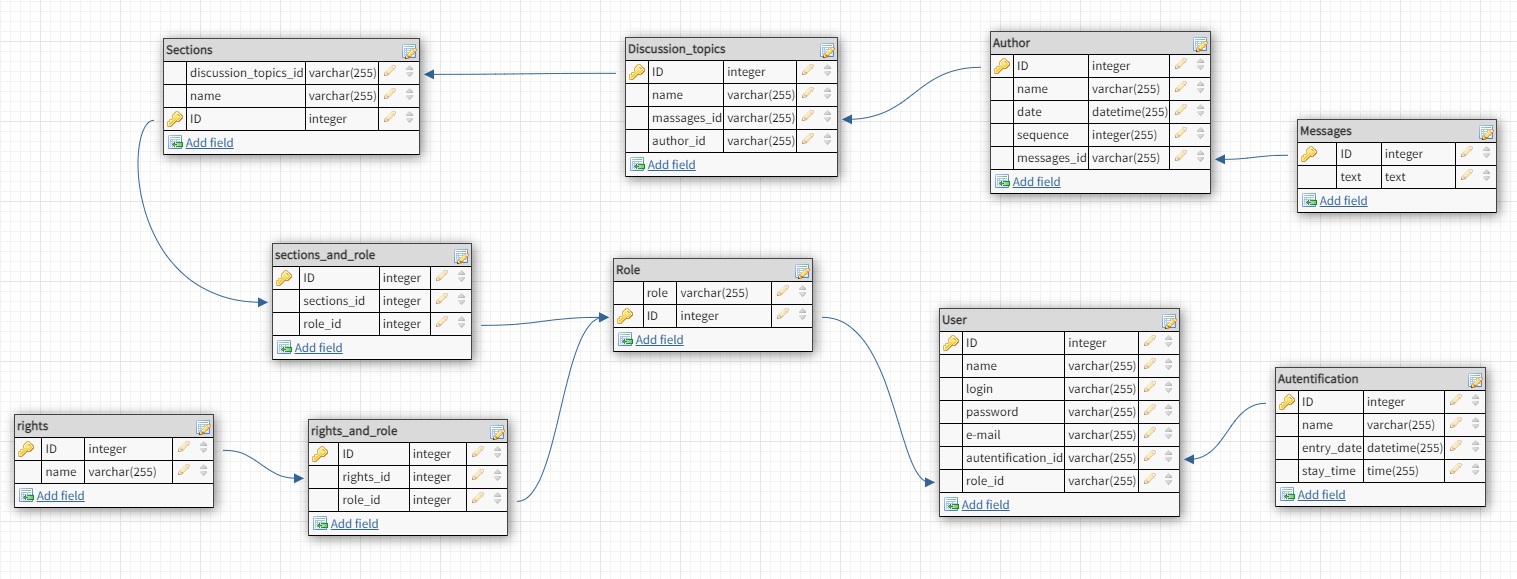 Sections
discussion_topics_id varchar(255)
name varchar(255)
ID integer
Add field
Discussion_topics
ID integer
name varchar(255)
massages_id varchar(255)
author_id varchar(255)
Add field
Author
ID integer
name varchar(255)
date datetime(255)
sequence integer(255)
messages_id varchar(255)
Add field
Messages
ID integer
text text
Add field
sections_and_role
ID integer
sections_id integer
role_id integer
Add field
Role
role varchar(255)
ID integer
Add field
User
ID integer
name varchar(255)
login varchar(255)
password varchar(255)
e-mail varchar(255)
autentification_id varchar(255)
role_id varchar(255)
Add field
Autentification
ID integer
name varchar(255)
entry_date datetime(255)
stay_time time(255)
Add field
rights
ID integer
name varchar(255)
Add field
rights_and_role
ID integer
rights_id integer
role_id integer
Add field